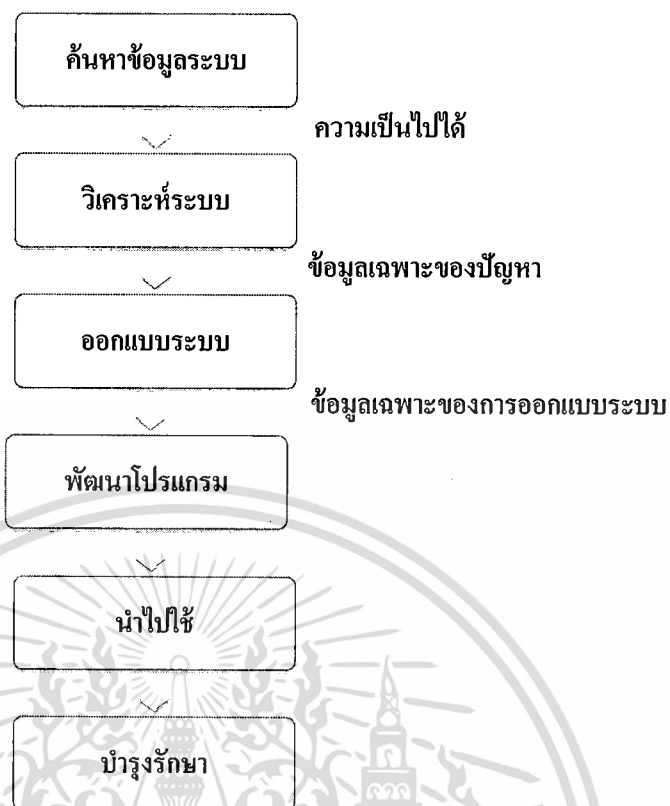 ค้นหาข้อมูลระบบ
ความเป็นไปได้
วิเคราะห์ระบบ
ข้อมูลเฉพาะของปัญหา
ออกแบบระบบ
ข้อมูลเฉพาะของการออกแบบระบบ
พัฒนาโปรแกรม
นำไปใช้
บำรุงรักษา